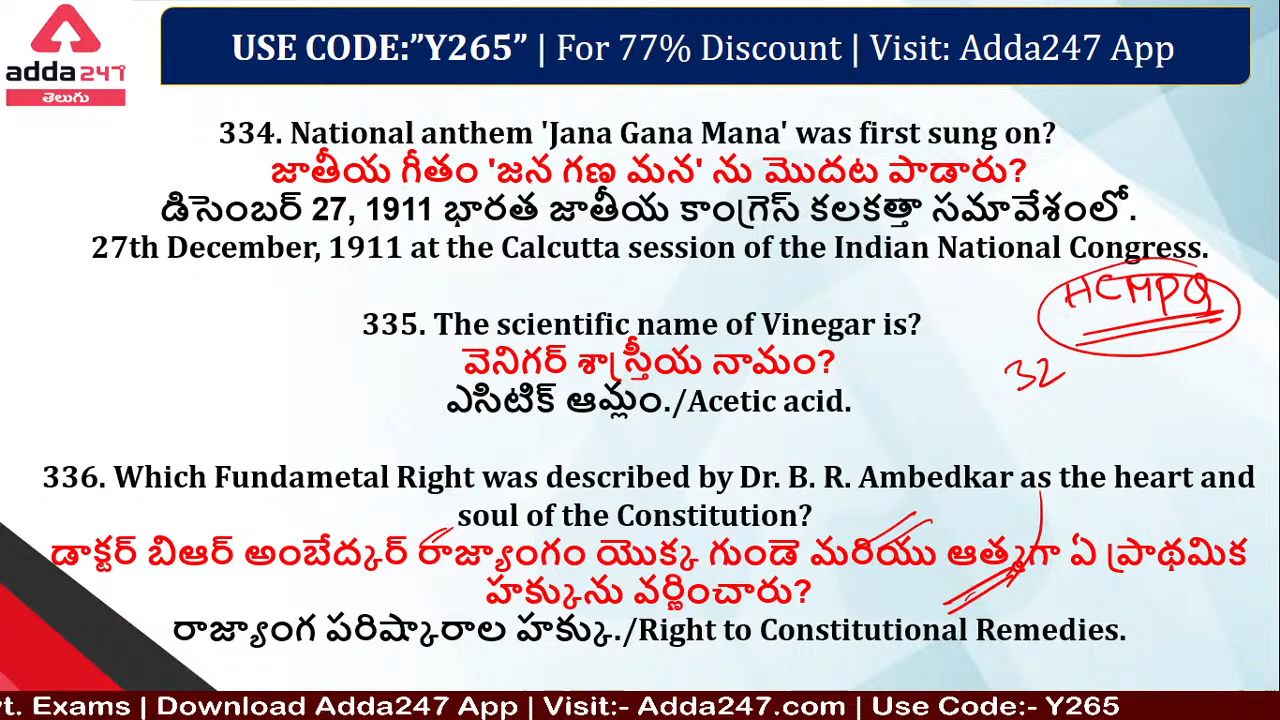 adda247
తెలుగు
USE CODE:”Y265” | For 77% Discount | Visit: Adda247 App
334. National anthem 'Jana Gana Mana' was first sung on?
జాతీయ గీతం 'జన గణ మన' ను మొదట పాడారు?
డిసెంబర్ 27, 1911 భారత జాతీయ కాంగ్రెస్ కలకత్తా సమావేశంలో.
27th December, 1911 at the Calcutta session of the Indian National Congress.
HCMPQ
335. The scientific name of Vinegar is?
వెనిగర్ శాస్త్రీయ నామం?
32
ఎసిటిక్ ఆమ్లం./Acetic acid.
336. Which Fundametal Right was described by Dr. B. R. Ambedkar as the heart and
soul of the Constitution?
డాక్టర్ బిఆర్ అంబేద్కర్ రాజ్యాంగం యొక్క గుండె మరియు ఆత్మగా ఏ ప్రాథమిక
హక్కును వర్ణించారు?
రాజ్యాంగ పరిష్కారాల హక్కు./Right to Constitutional Remedies.
t. Exams | Download Adda247 App | Visit:- Adda247.com | Use Code:- Y265